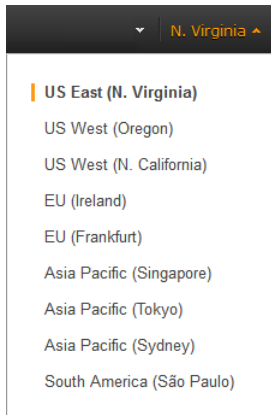 N. Virginia
US East (N. Virginia)
US West (Oregon)
US West (N. California)
EU (Ireland)
EU (Frankfurt)
Asia Pacific (Singapore)
Asia Pacific (Tokyo)
Asia Pacific (Sydney)
South America (São Paulo)